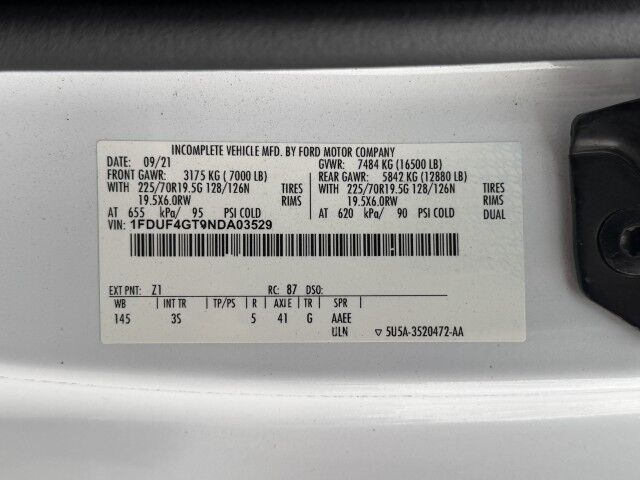 INCOMPLETE VEHICLE MFD. BY FORD MOTOR COMPANY
DATE: 09/21 GVWR: 7484 KG (16500 LB)
FRONT GAWR: 3175 KG ( 7000 LB) REAR GAWR: 5842 KG (12880 LB)
WITH 225/70R19.5G 128/126N TIRES WITH 225/70R19.5G 128/126N TIRES
19.5X6.0RW RIMS 19.5X6.0RW RIMS
AT 655 kPa/ 95 PSI COLD AT 620 kPa/ 90 PSI COLD DUAL
VIN: 1FDUF4GT9NDA03529
EXT PNT: Z1 RC: 87 DSO:
WB INT TR TP/PS R AXLE TR SPR
145 3S 5 41 G AAEE
ULN ▽ 5U5A-3520472-AA